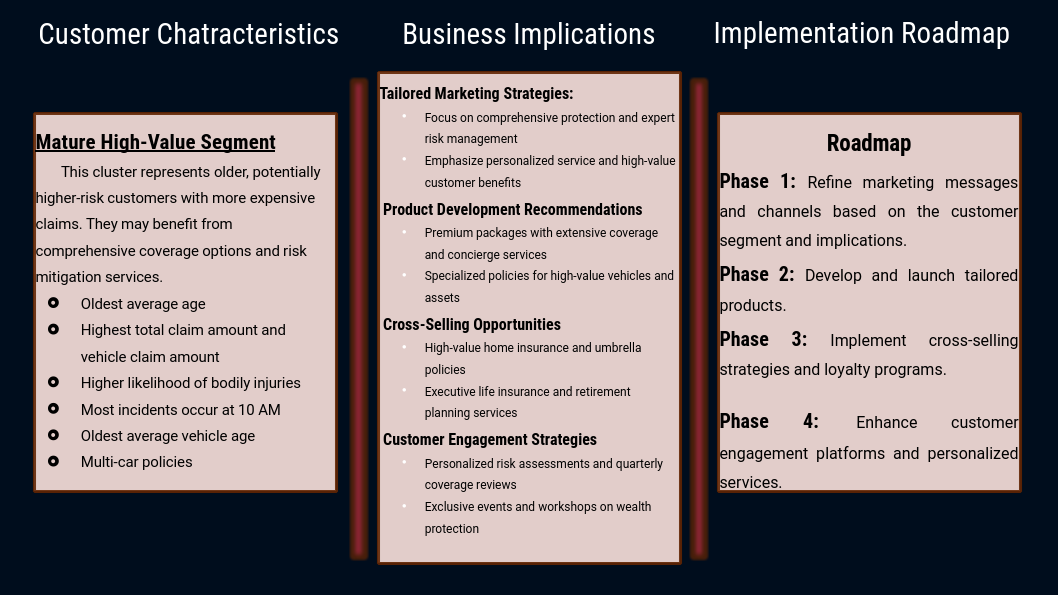 Customer Chatracteristics
Business Implications
Implementation Roadmap
Mature High-Value Segment
This cluster represents older, potentially
higher-risk customers with more expensive
claims. They may benefit from
comprehensive coverage options and risk
mitigation services.
Oldest average age
Highest total claim amount and
vehicle claim amount
Higher likelihood of bodily injuries
Most incidents occur at 10 AM
Oldest average vehicle age
Multi-car policies
Tailored Marketing Strategies:
Focus on comprehensive protection and expert
risk management
Emphasize personalized service and high-value
customer benefits
Product Development Recommendations
Premium packages with extensive coverage
and concierge services
Specialized policies for high-value vehicles and
assets
Cross-Selling Opportunities
High-value home insurance and umbrella
policies
Executive life insurance and retirement
planning services
Customer Engagement Strategies
Personalized risk assessments and quarterly
coverage reviews
Exclusive events and workshops on wealth
protection
Roadmap
Phase 1: Refine marketing messages
and channels based on the customer
segment and implications.
Phase 2: Develop and launch tailored
products.
Phase 3: Implement cross-selling
strategies and loyalty programs.
Phase 4: Enhance customer
engagement platforms and personalized
services.